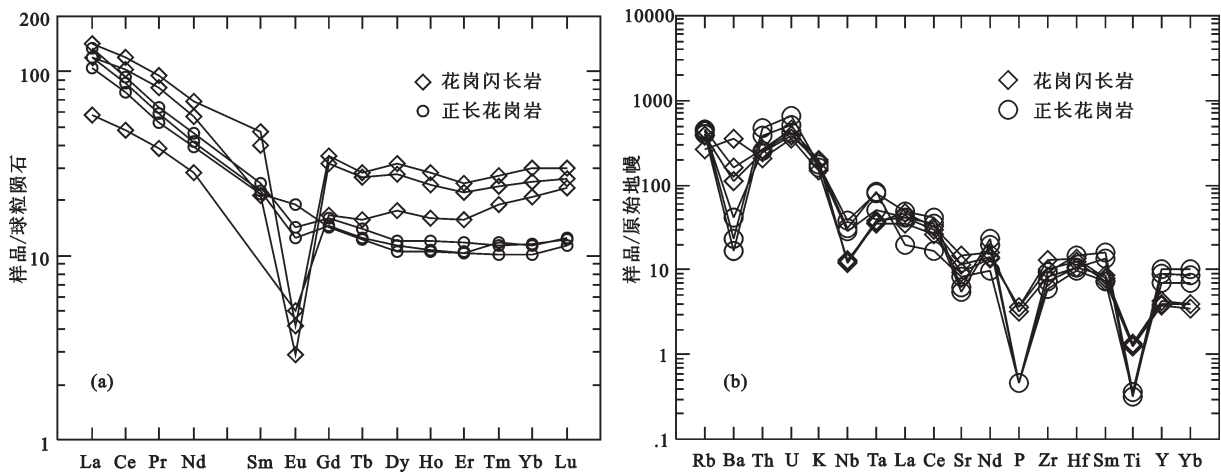 200
100
10
1
样品/球粒陨石
花岗闪长岩
正长花岗岩
(a)
La Ce Pr Nd Sm Eu Gd Tb Dy Ho Er Tm Yb Lu
10000
1000
100
10
1
.1
样品/原始地幔
花岗闪长岩
正长花岗岩
(b)
Rb Ba Th U K Nb Ta La Ce Sr Nd P Zr Hf Sm Ti Y Yb